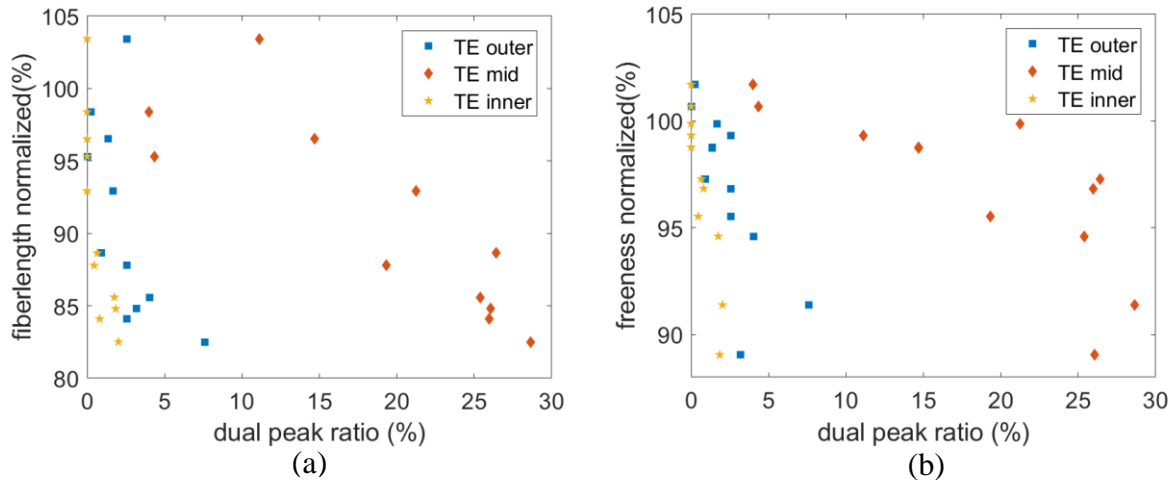 105
100
95
90
85
80
fiberlength normalized(%)
TE outer
TE mid
TE inner
0 5 10 15 20 25 30
dual peak ratio (%)
(a)
105
100
95
90
freeness normalized(%)
TE outer
TE mid
TE inner
0 5 10 15 20 25 30
dual peak ratio (%)
(b)